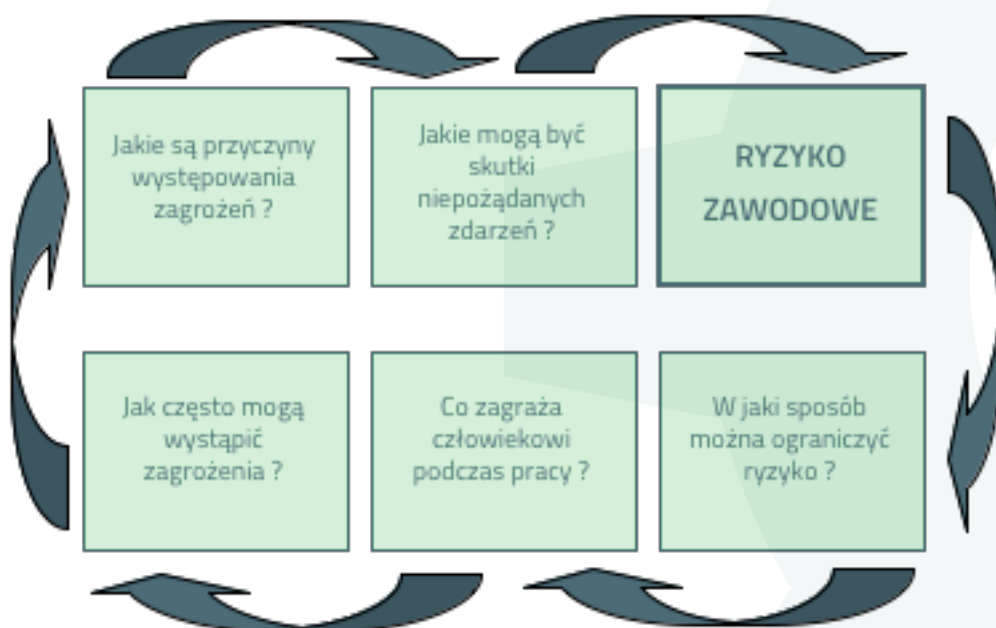 Jakie są przyczyny
występowania
zagrożeń ?
Jakie mogą być
skutki
niepożądanych
zdarzeń ?
RYZYKO
ZAWODOWE
Jak często mogą
wystąpić
zagrożenia ?
Co zagraża
człowiekowi
podczas pracy ?
W jaki sposób
można ograniczyć
ryzyko ?